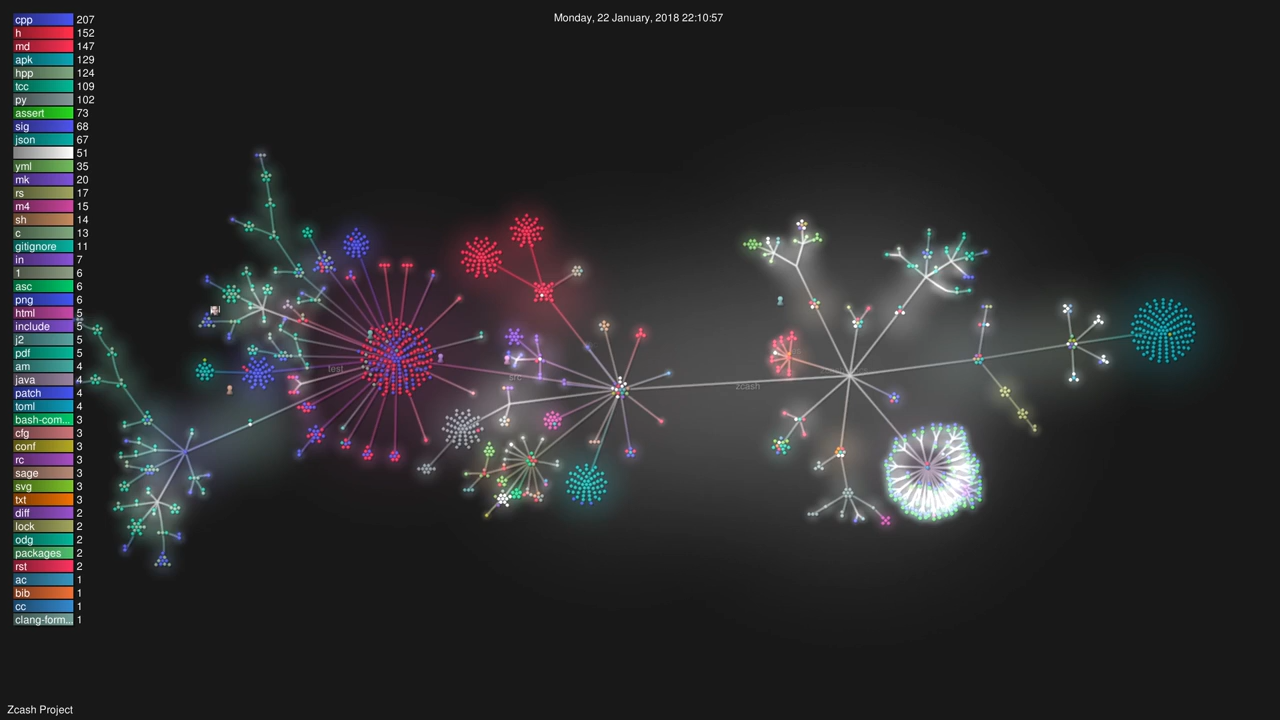 Monday, 22 January, 2018 22:10:57
cpp 207
h 152
md 147
apk 129
hpp 124
tcc 109
py 102
assert 73
sig 68
json 67
51
yml 35
mk 20
rs 17
m4 15
sh 14
c 13
gitignore 11
in 7
1 6
asc 6
png 6
html 5
include 5
j2 5
pdf 5
am 4
java 4
patch 4
toml 4
bash-com... 3
cfg 3
conf 3
rc 3
sage 3
svg 3
txt 3
diff 2
lock 2
odg 2
packages 2
rst 2
ac 1
bib 1
cc 1
clang-form... 1
test
src
zcash
Zcash Project